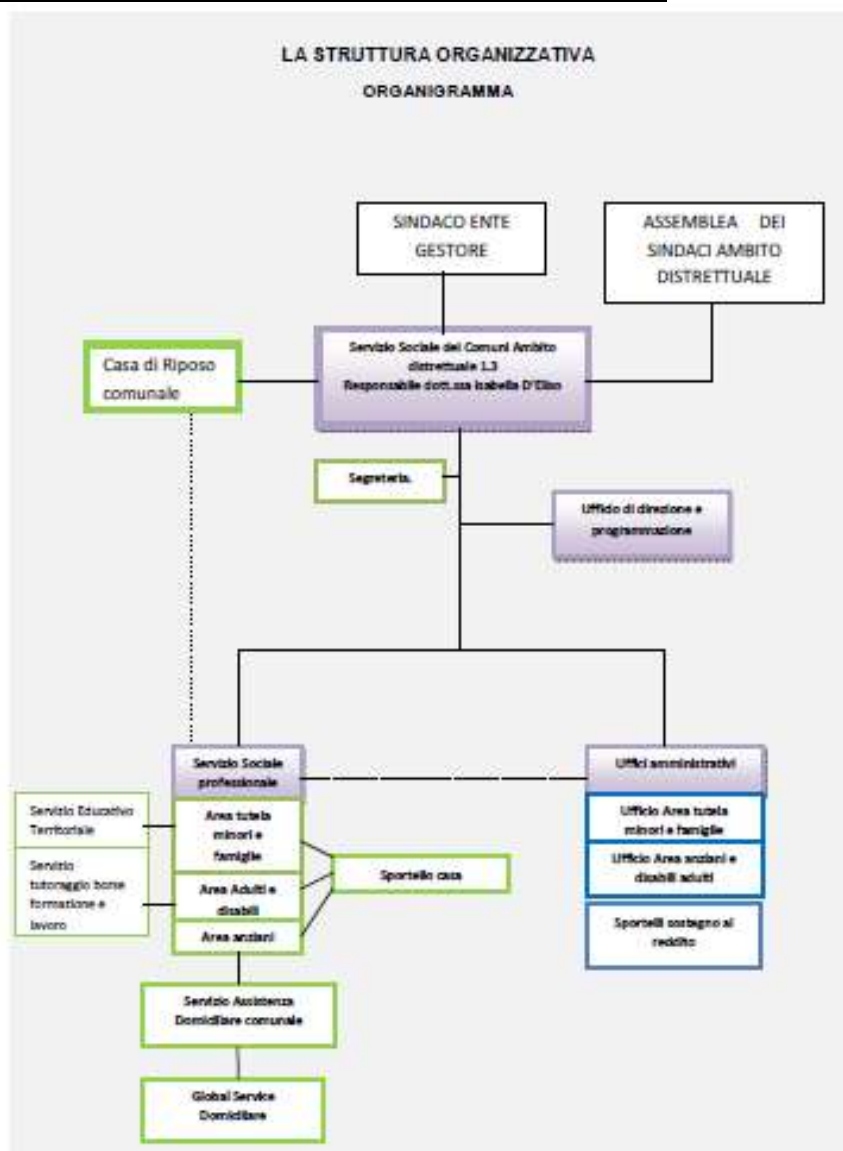 LA STRUTTURA ORGANIZZATIVA
ORGANIGRAMMA
SINDACO ENTE
GESTORE
ASSEMBLEA DEI
SINDACI AMBITO
DISTRETTUALE
Casa di Riposo
comunale
Servizio Sociale dei Comuni Ambito
distrettuale 1.3
Responsabile dott.ssa Isabella D'Eliso
Segreteria.
Ufficio di direzione e
programmazione
Servizio Sociale
professionale
Uffici amministrativi
Servizio Educativo
Territoriale
Servizio
tutoraggio borse
formazione e
lavoro
Area tutela
minori e
famiglie
Area Adulti e
disabili
Area anziani
Sportello casa
Ufficio Area tutela
minori e famiglie
Ufficio Area anziani e
disabili adulti
Sportelli sostegno al
reddito
Servizio Assistenza
Domiciliare comunale
Global Service
Domiciliare